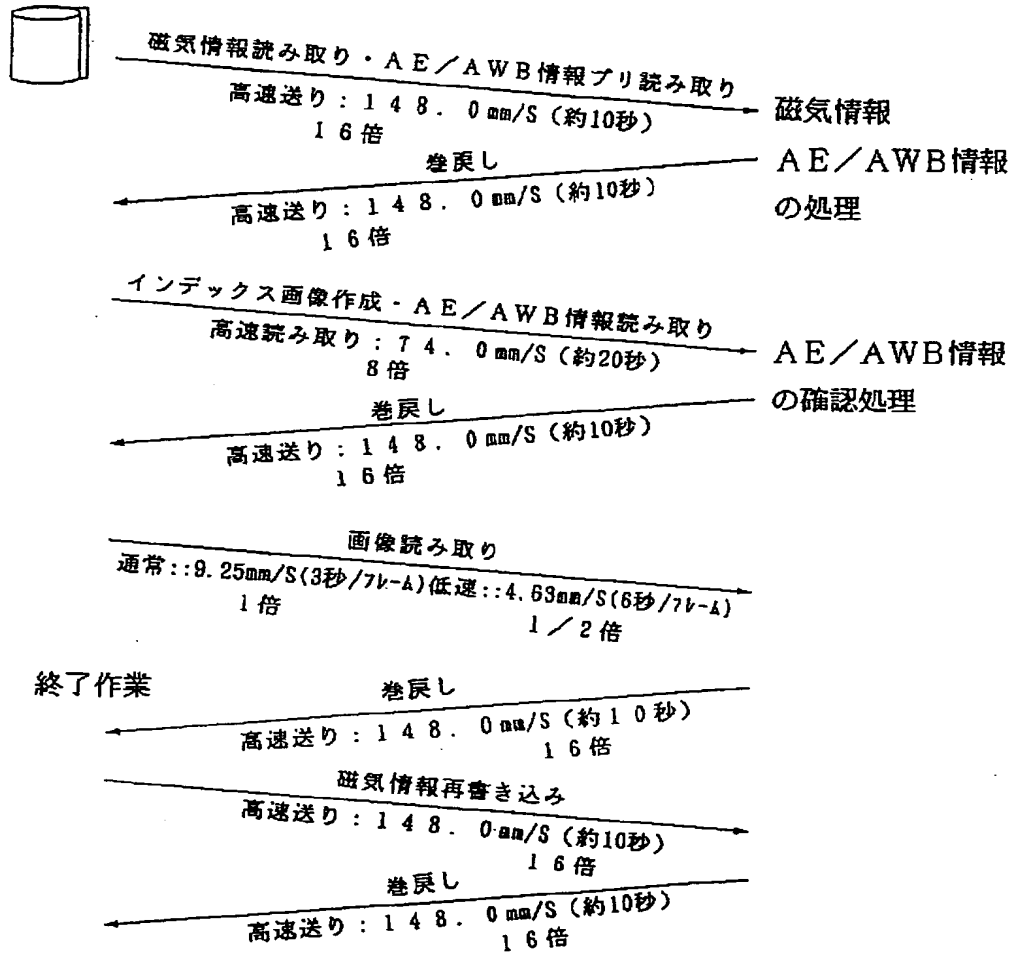 磁気情報読み取り・ＡＥ／ＡＷＢ情報プリ読み取り
高速送り：１４８．０mm/S（約10秒）
１６倍
磁気情報
巻戻し
ＡＥ／ＡＷＢ情報
の処理
高速送り：１４８．０mm/S（約10秒）
１６倍
インデックス画像作成・ＡＥ／ＡＷＢ情報読み取り
高速読み取り：７４．０mm/S（約20秒）
８倍
ＡＥ／ＡＷＢ情報
の確認処理
巻戻し
高速送り：１４８．０mm/S（約10秒）
１６倍
画像読み取り
通常::9.25mm/S(3秒/ﾌﾚｰﾑ)低速::4.63mm/S(6秒/ﾌﾚｰﾑ)
１倍
１／２倍
終了作業
巻戻し
高速送り：１４８．０mm/S（約１０秒）
１６倍
磁気情報再書き込み
高速送り：１４８．０mm/S（約10秒）
１６倍
巻戻し
高速送り：１４８．０mm/S（約10秒）
１６倍